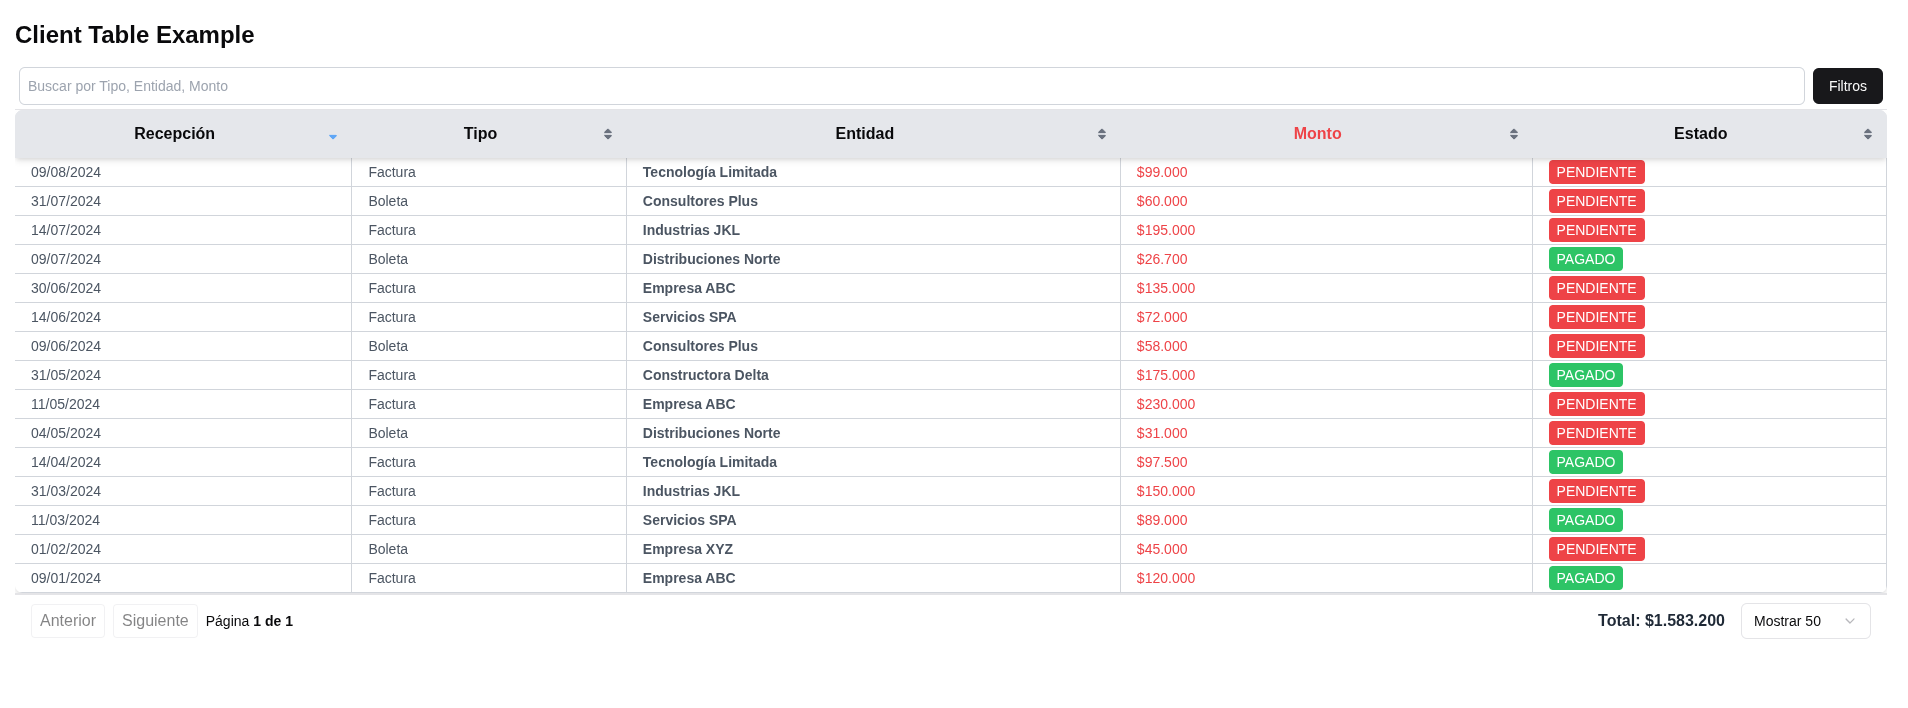 Client Table Example
Buscar por Tipo, Entidad, Monto Filtros
Recepción Tipo Entidad Monto Estado
09/08/2024 Factura Tecnología Limitada $99.000 PENDIENTE
31/07/2024 Boleta Consultores Plus $60.000 PENDIENTE
14/07/2024 Factura Industrias JKL $195.000 PENDIENTE
09/07/2024 Boleta Distribuciones Norte $26.700 PAGADO
30/06/2024 Factura Empresa ABC $135.000 PENDIENTE
14/06/2024 Factura Servicios SPA $72.000 PENDIENTE
09/06/2024 Boleta Consultores Plus $58.000 PENDIENTE
31/05/2024 Factura Constructora Delta $175.000 PAGADO
11/05/2024 Factura Empresa ABC $230.000 PENDIENTE
04/05/2024 Boleta Distribuciones Norte $31.000 PENDIENTE
14/04/2024 Factura Tecnología Limitada $97.500 PAGADO
31/03/2024 Factura Industrias JKL $150.000 PENDIENTE
11/03/2024 Factura Servicios SPA $89.000 PAGADO
01/02/2024 Boleta Empresa XYZ $45.000 PENDIENTE
09/01/2024 Factura Empresa ABC $120.000 PAGADO
Anterior Siguiente Página 1 de 1 Total: $1.583.200 Mostrar 50